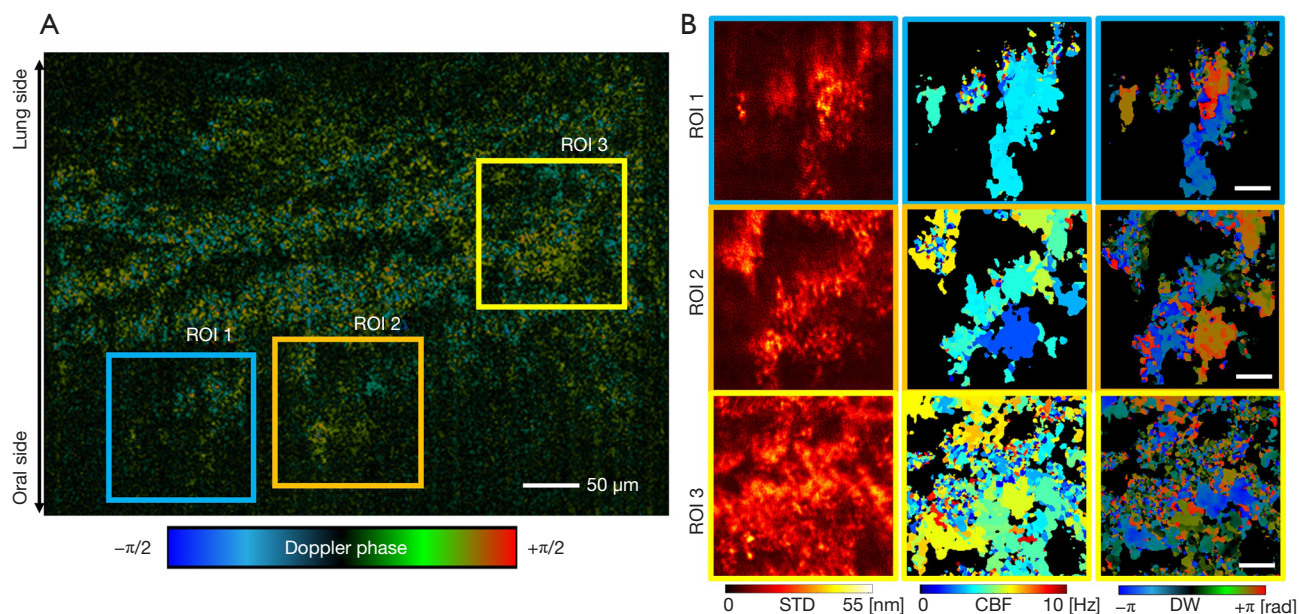 A
Lung side
Oral side
ROI 3
ROI 1
ROI 2
50 μm
−π/2
Doppler phase
+π/2
B
ROI 1
ROI 2
ROI 3
0 STD 55 [nm]
0 CBF 10 [Hz]
−π DW +π [rad]